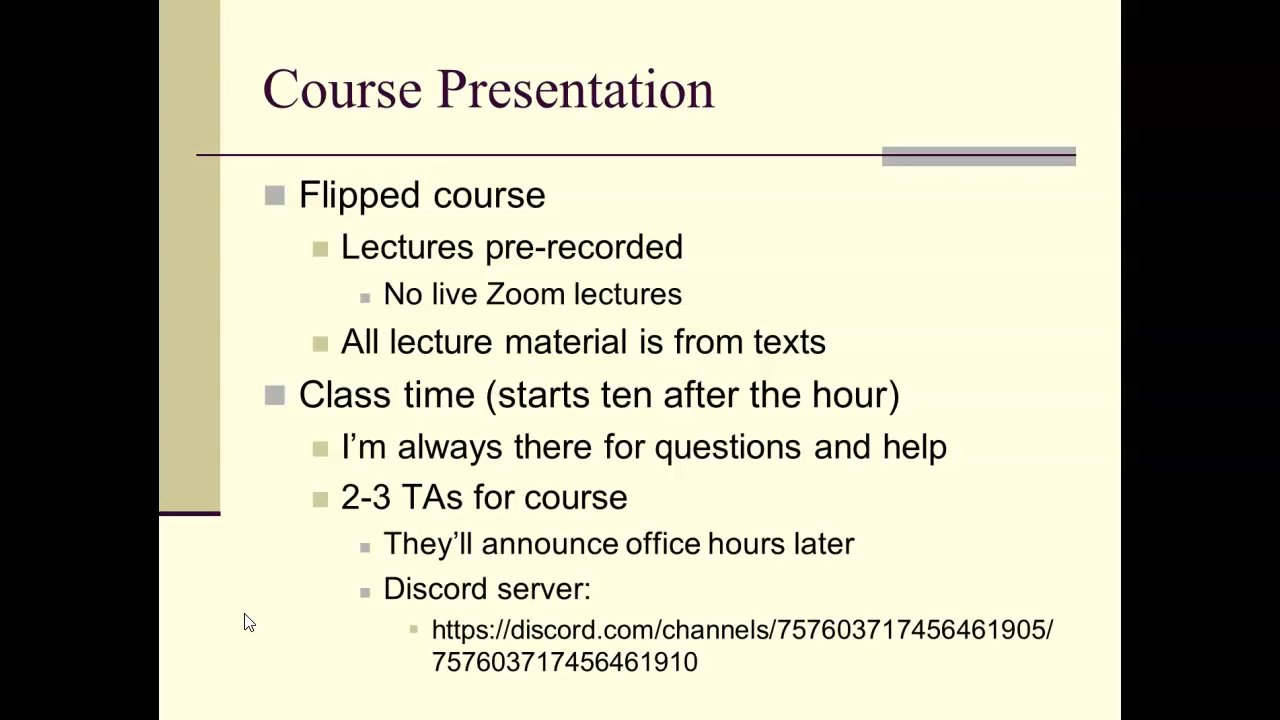 Course Presentation
Flipped course
Lectures pre-recorded
No live Zoom lectures
All lecture material is from texts
Class time (starts ten after the hour)
I’m always there for questions and help
2-3 TAs for course
They’ll announce office hours later
Discord server:
https://discord.com/channels/757603717456461905/
757603717456461910